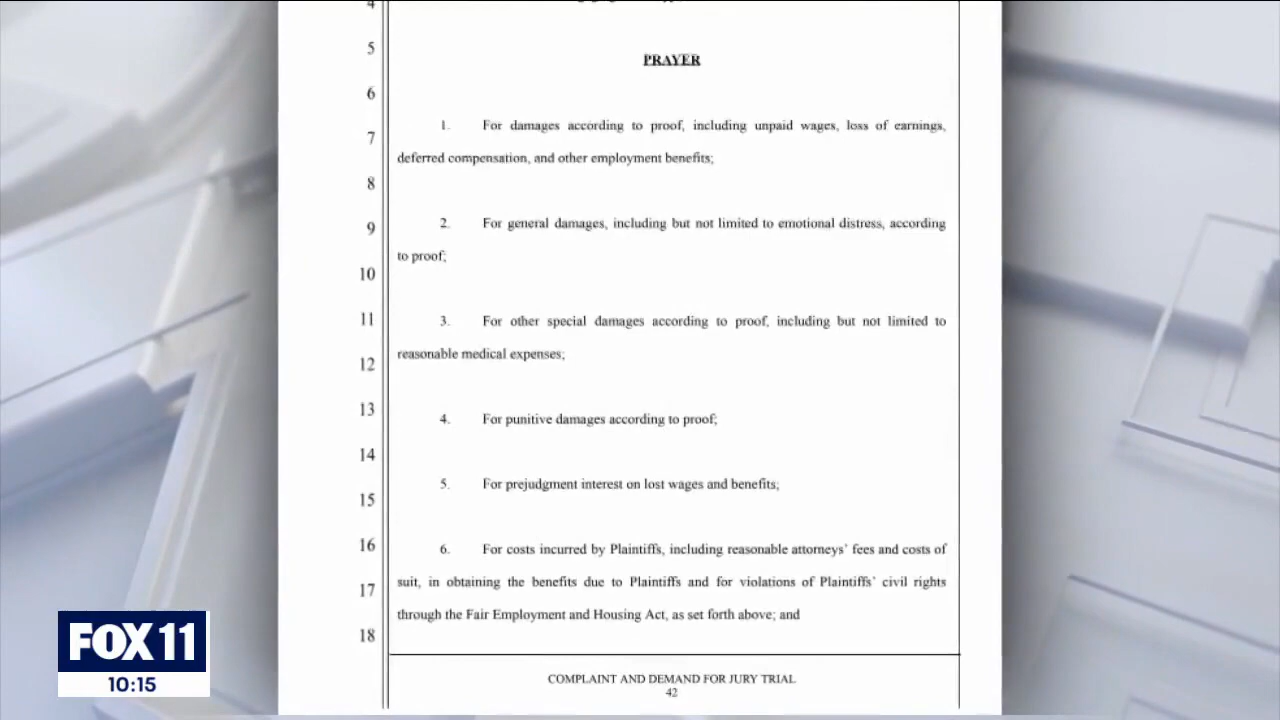 4
5
PRAYER
6
1. For damages according to proof, including unpaid wages, loss of earnings,
7
deferred compensation, and other employment benefits;
8
9
2. For general damages, including but not limited to emotional distress, according
to proof;
10
11
3. For other special damages according to proof, including but not limited to
reasonable medical expenses;
12
13
4. For punitive damages according to proof;
14
5. For prejudgment interest on lost wages and benefits;
15
16
6. For costs incurred by Plaintiffs, including reasonable attorneys' fees and costs of
suit, in obtaining the benefits due to Plaintiffs and for violations of Plaintiffs' civil rights
17
through the Fair Employment and Housing Act, as set forth above; and
18
COMPLAINT AND DEMAND FOR JURY TRIAL
42
FOX 11
10:15